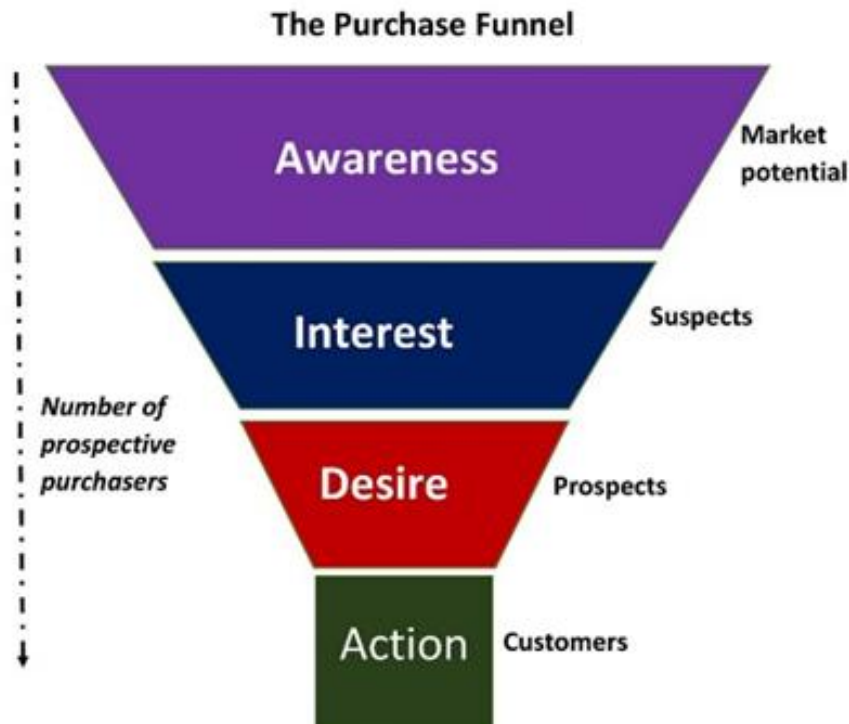 The Purchase Funnel
Awareness
Market
potential
Interest
Suspects
Number of
prospective
purchasers
Desire
Prospects
Action
Customers